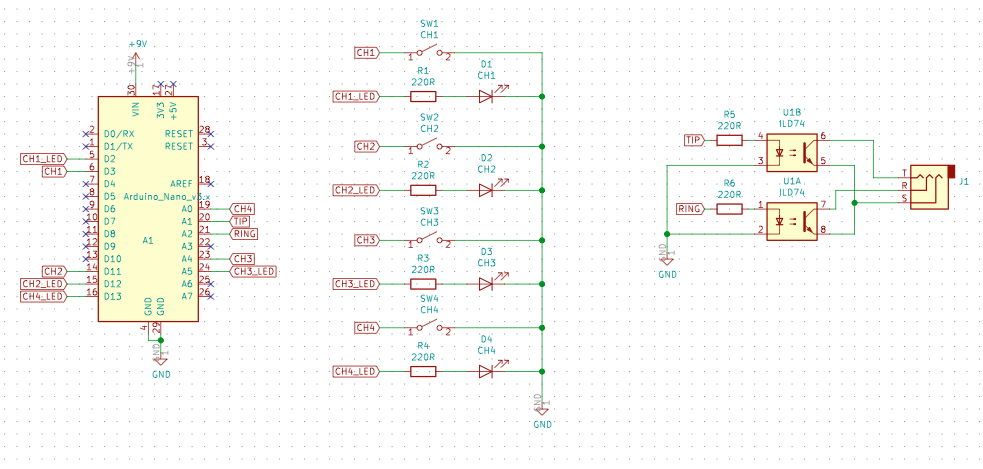 +9V
+9v
1
30
17
27
VIN
3V3
+5V
2 D0/RX RESET 28
1 D1/TX RESET 3
CH1_LED 5 D2
CH1 6 D3
7 D4 AREF 18
8 D5 Arduino_Nano_v3.x
9 D6 A0 19 CH4
10 D7 A1 20 TIP
11 D8 A1 A2 21 RING
12 D9 A3 22
13 D10 A4 23 CH3
CH2 14 D11 A5 24 CH3_LED
CH2_LED 15 D12 A6 25
CH4_LED 16 D13 A7 26
GND GND
4 29
GND 1
GND
SW1
CH1
CH1 1 2
R1
220R
D1
CH1
CH1_LED
SW2
CH2
CH2 1 2
R2
220R
D2
CH2
CH2_LED
SW3
CH3
CH3 1 2
R3
220R
D3
CH3
CH3_LED
SW4
CH4
CH4 1 2
R4
220R
D4
CH4
CH4_LED
GND 1
GND
R5
220R
U1B
ILD74
TIP 4 6
3 5
R6
220R
U1A
ILD74
RING 1 7
2 8
GND 1
GND
T
R
S
J1